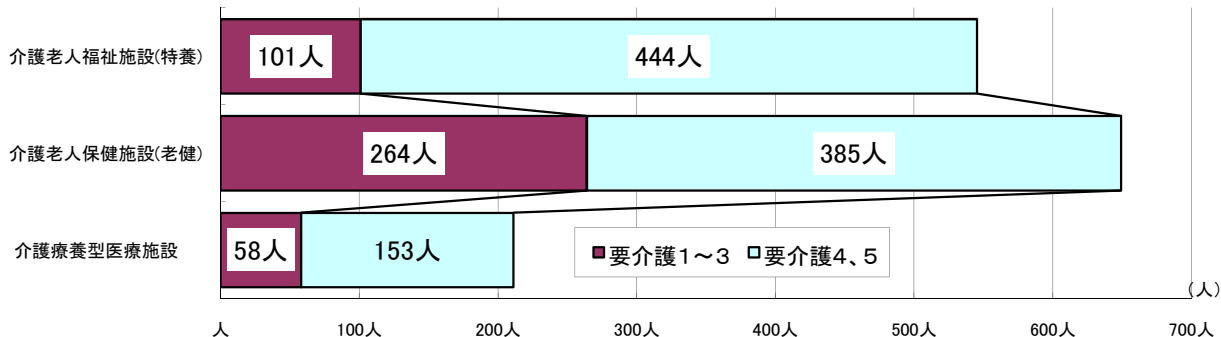 介護老人福祉施設(特養)
101人
444人
介護老人保健施設(老健)
264人
385人
介護療養型医療施設
58人
153人
要介護1～3
要介護4、5
(人)
人
100人
200人
300人
400人
500人
600人
700人